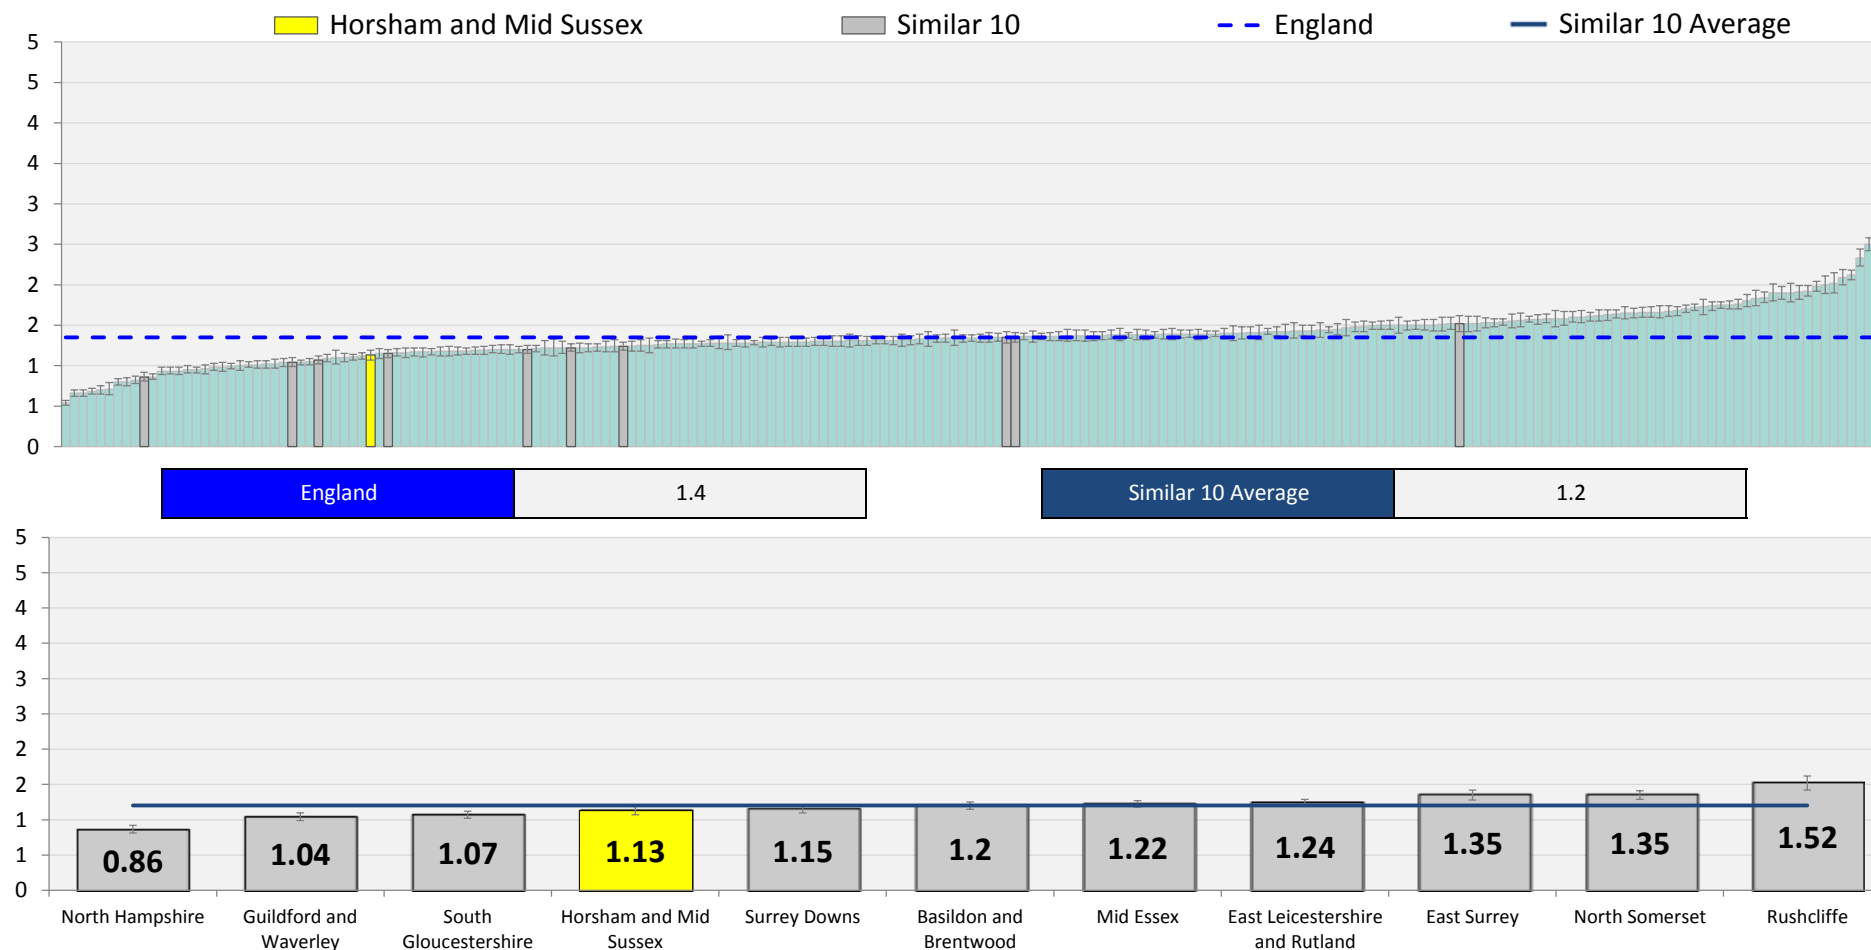 Horsham and Mid Sussex
Similar 10
England
Similar 10 Average
5
5
4
4
3
3
2
2
1
1
0
England
1.4
Similar 10 Average
1.2
5
5
4
4
3
3
2
2
1
1
0
0.86
1.04
1.07
1.13
1.15
1.2
1.22
1.24
1.35
1.35
1.52
North Hampshire
Guildford and
Waverley
South
Gloucestershire
Horsham and Mid
Sussex
Surrey Downs
Basildon and
Brentwood
Mid Essex
East Leicestershire
and Rutland
East Surrey
North Somerset
Rushcliffe